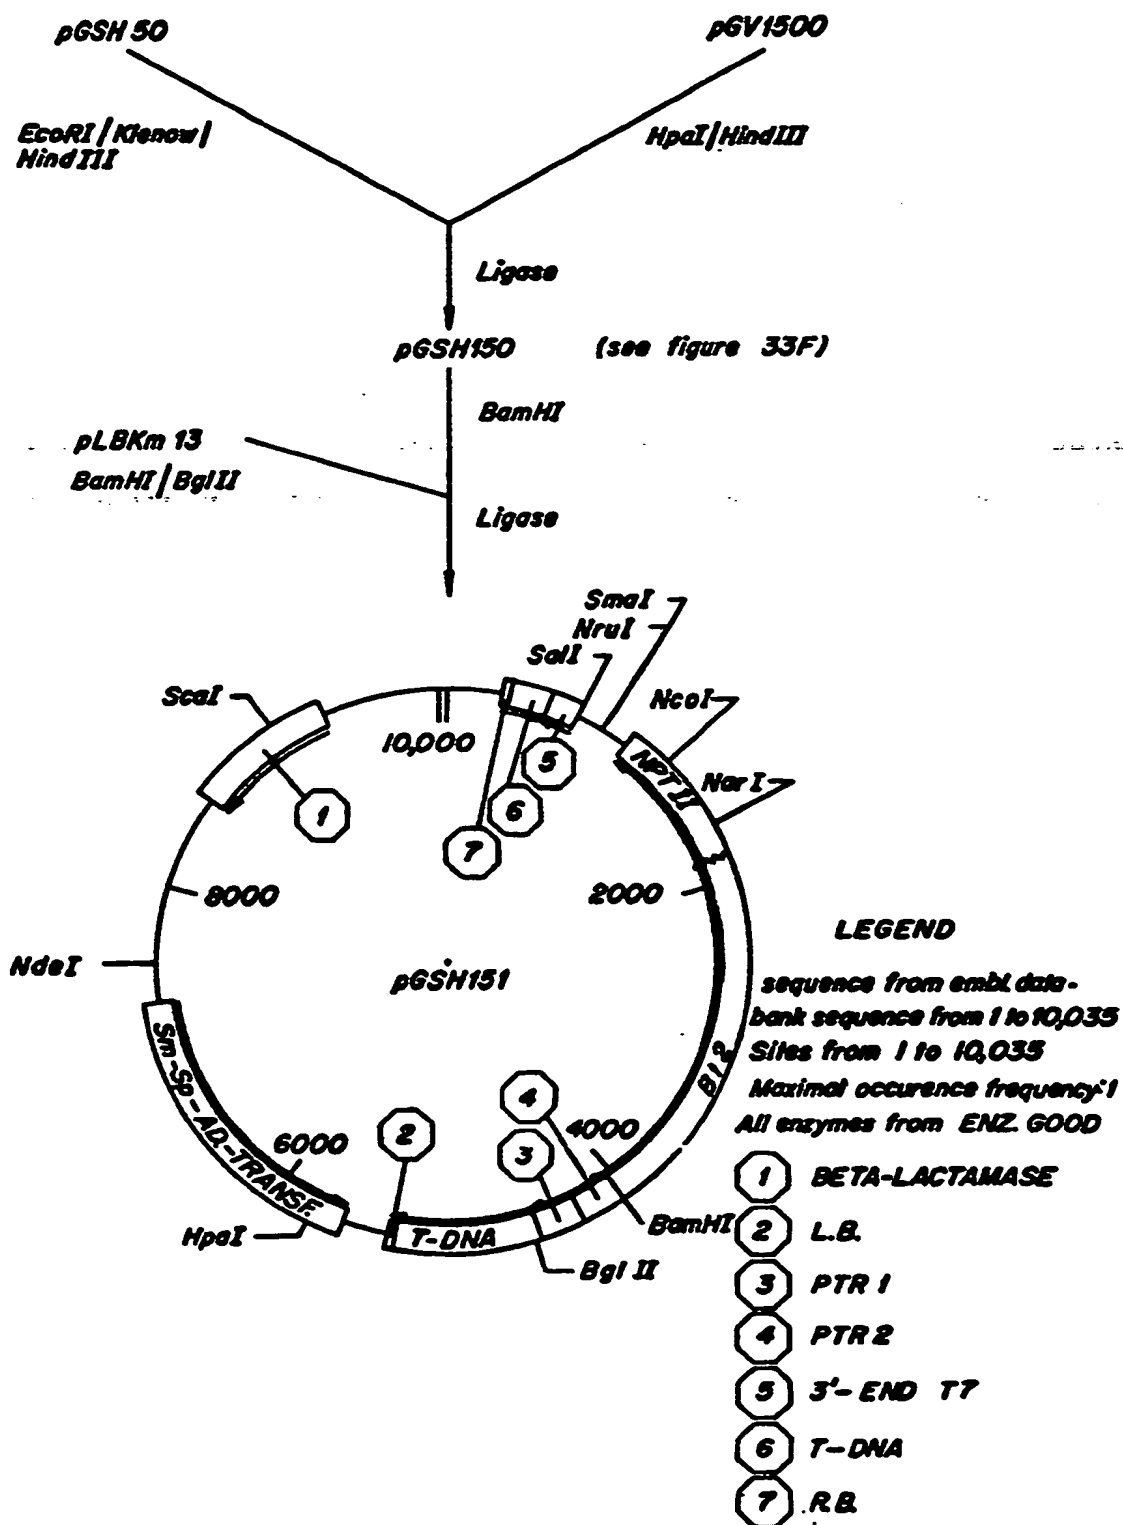 pGSH50
pGV1500
EcoRI/Klenow/
HindIII
HpaI/HindIII
Ligase
pGSH150 (see figure 33F)
BamHI
pLBKm 13
BamHI/BglII
Ligase
SmaI
NruI
SalI
ScaI
NcoI
10,000
5
NPT II
NarI
6
1
7
8000
2000
NdeI
pGSH151
LEGEND
sequence from embl. data-
bank sequence from 1 to 10,035
Sites from 1 to 10,035
Bt2
Maximal occurence frequency:1
All enzymes from ENZ. GOOD
Sm-Sp-AD.-TRANSF.
4
4000
6000
2
3
1 BETA-LACTAMASE
HpaI
T-DNA
BamHI
Bgl II
2 L.B.
3 PTR 1
4 PTR 2
5 3'-END T7
6 T-DNA
7 R.B.